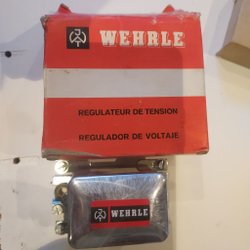 WEHRLE
REGULATEUR DE TENSION
REGULADOR DE VOLTAJE
WEHRLE